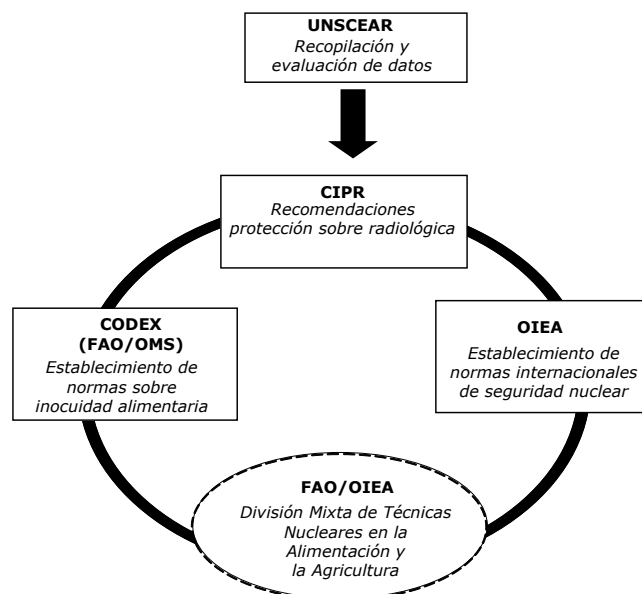 UNSCEAR
Recopilación y
evaluación de datos
CIPR
Recomendaciones
protección sobre radiológica
CODEX
(FAO/OMS)
Establecimiento de
normas sobre
inocuidad alimentaria
OIEA
Establecimiento de
normas internacionales
de seguridad nuclear
FAO/OIEA
División Mixta de Técnicas
Nucleares en la
Alimentación y
la Agricultura